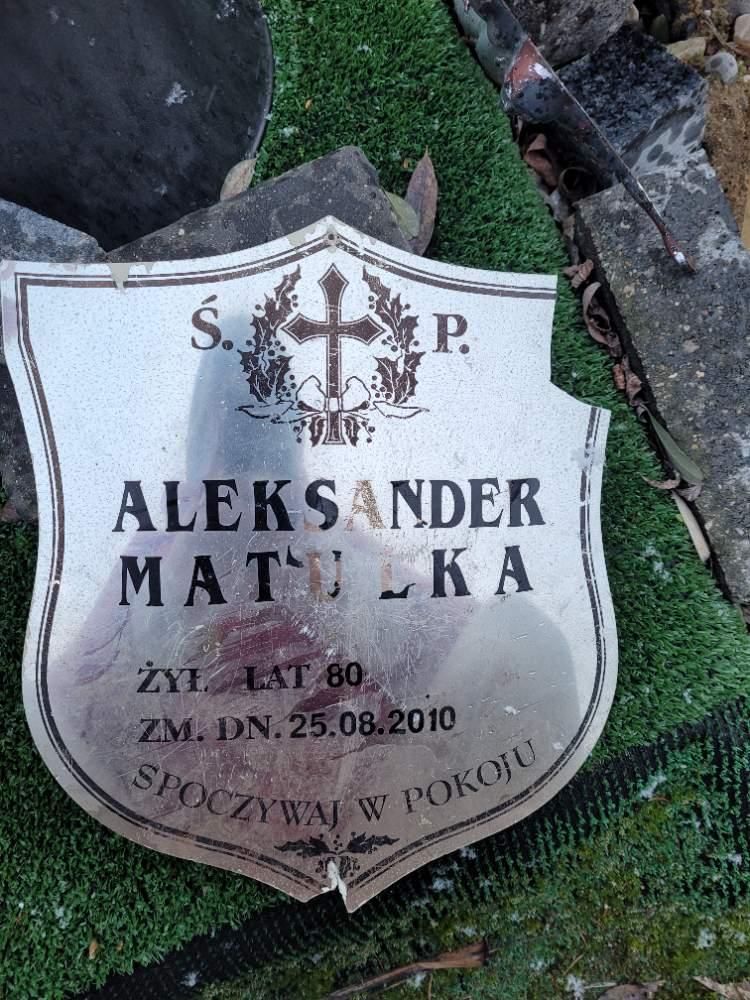 Ś. P.
ALEKSANDER
MATULKA
ŻYŁ LAT 80
ZM. DN. 25.08.2010
SPOCZYWAJ W POKOJU